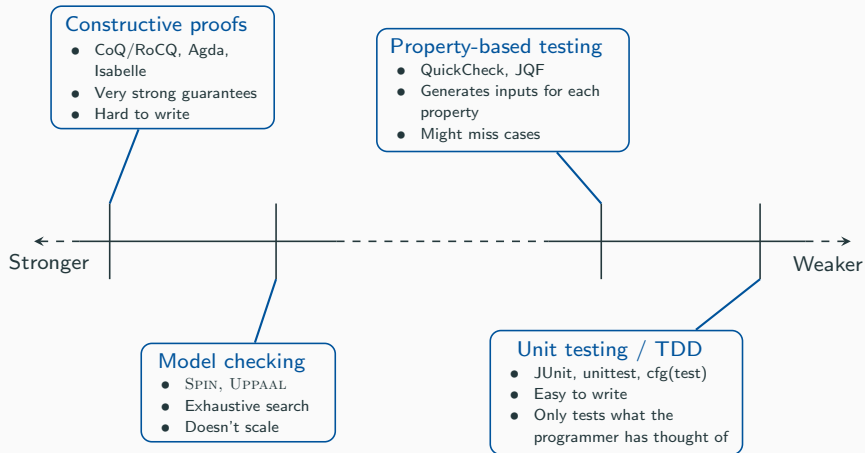 Constructive proofs
• CoQ/RoCQ, Agda,
Isabelle
• Very strong guarantees
• Hard to write
Property-based testing
• QuickCheck, JQF
• Generates inputs for each
property
• Might miss cases
Stronger
Weaker
Model checking
• SPIN, UPPAAL
• Exhaustive search
• Doesn't scale
Unit testing / TDD
• JUnit, unittest, cfg(test)
• Easy to write
• Only tests what the
programmer has thought of